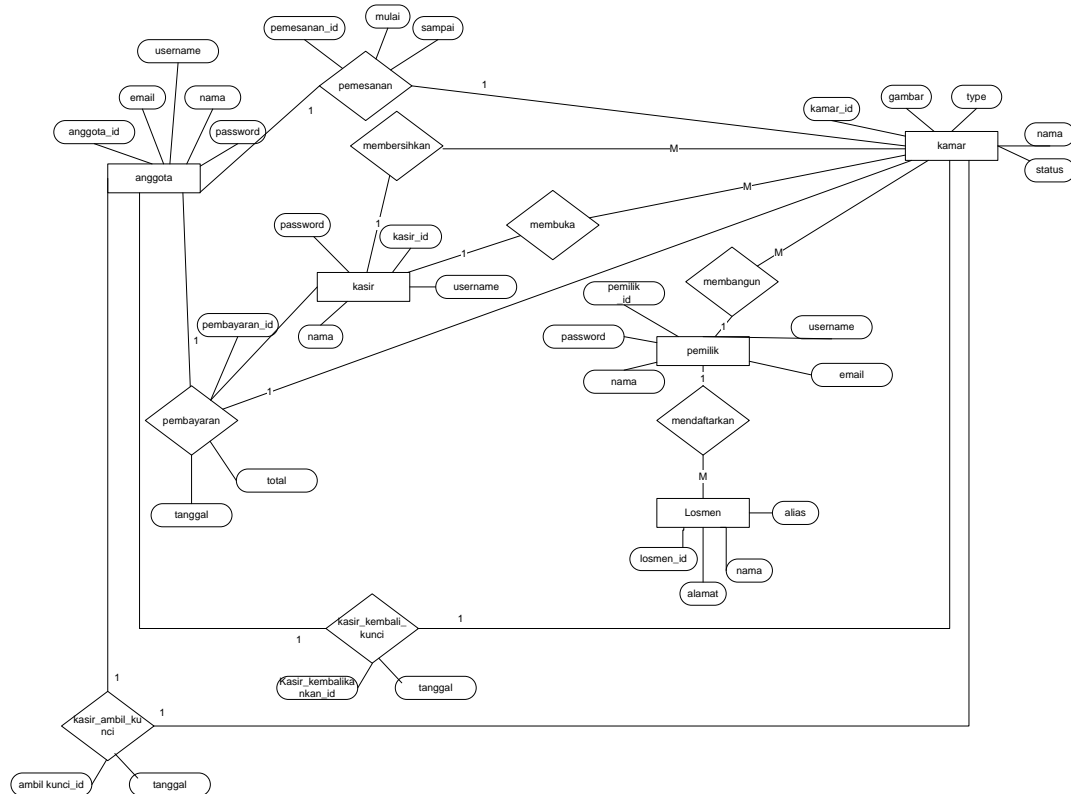 mulai
pemesanan_id
sampai
username
pemesanan
1
email
nama
1
gambar
type
kamar_id
anggota_id
password
nama
membersihkan
M
kamar
anggota
status
M
password
1
kasir_id
membuka
1
M
kasir
username
membangun
pemilik
_id
pembayaran_id
nama
1
username
1
password
pemilik
nama
email
1
1
pembayaran
mendaftarkan
total
M
tanggal
Losmen
alias
losmen_id
nama
alamat
kasir_kembali_
kunci
1
1
Kasir_kembalika
nkan_id
tanggal
1
kasir_ambil_ku
nci
1
ambil kunci_id
tanggal